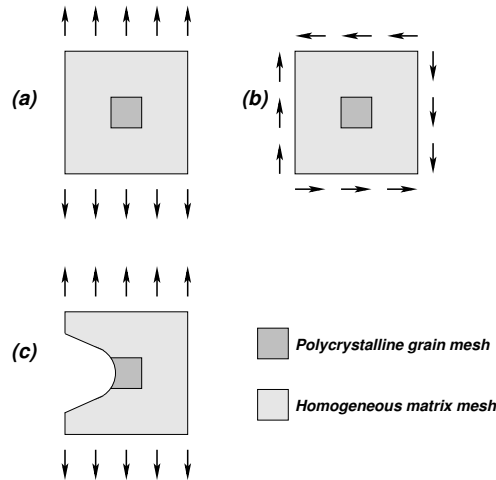 (a)
(b)
(c)
Polycrystalline grain mesh
Homogeneous matrix mesh